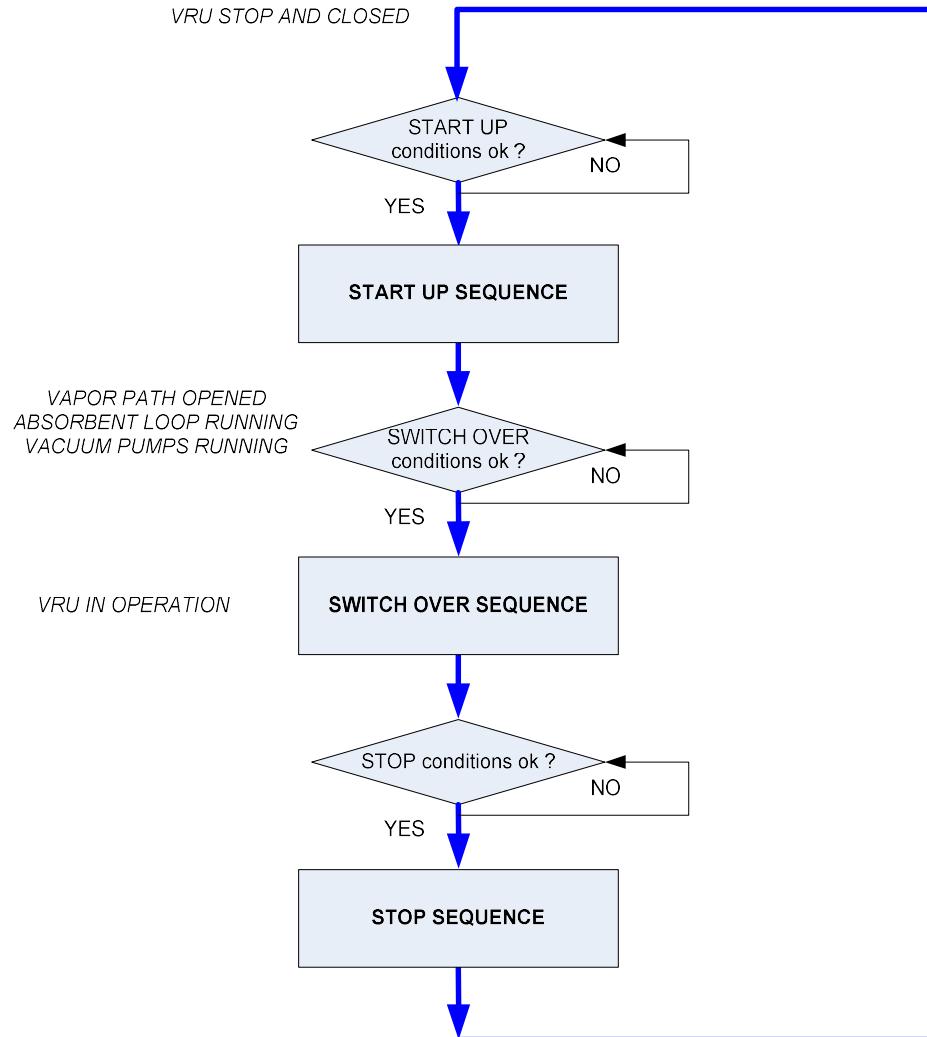 VRU STOP AND CLOSED
START UP
conditions ok ?
NO
YES
START UP SEQUENCE
VAPOR PATH OPENED
ABSORBENT LOOP RUNNING
VACUUM PUMPS RUNNING
SWITCH OVER
conditions ok ?
NO
YES
VRU IN OPERATION
SWITCH OVER SEQUENCE
STOP conditions ok ?
NO
YES
STOP SEQUENCE